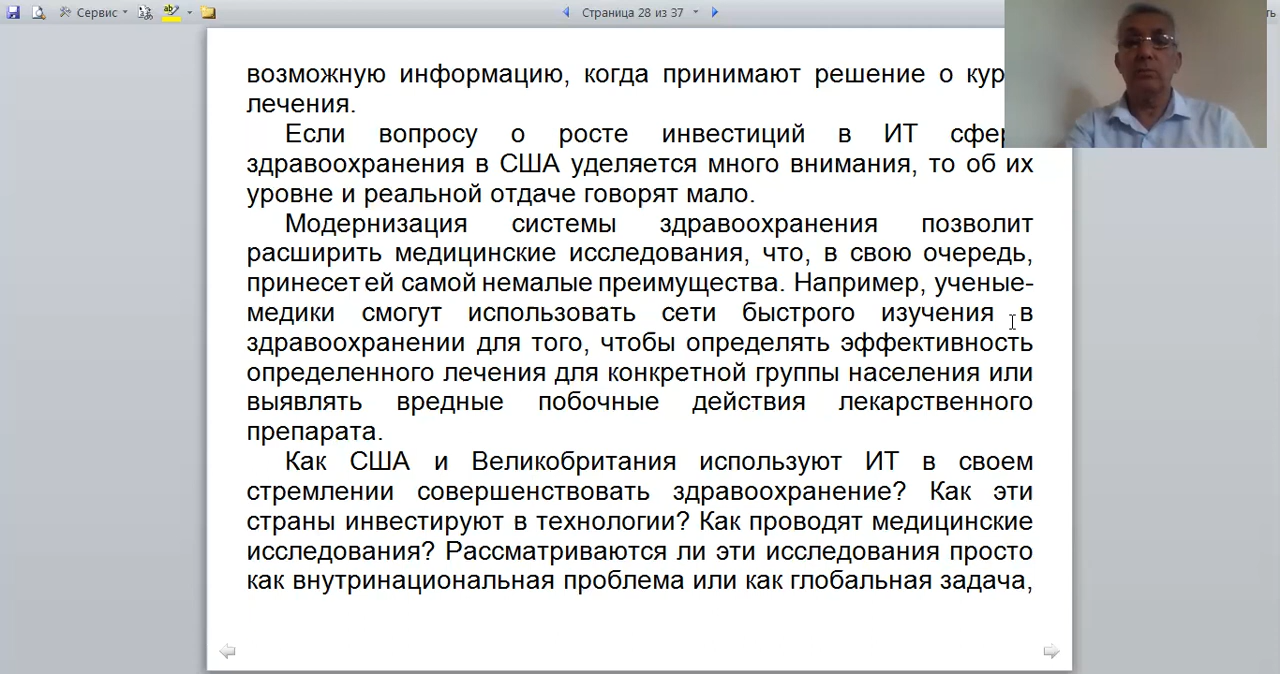 Сервис
Страница 28 из 37
возможную информацию, когда принимают решение о
лечения.
Если вопросу о росте инвестиций в ИТ
здравоохранения в США уделяется много внимания, то об их
уровне и реальной отдаче говорят мало.
Модернизация системы здравоохранения позволит
расширить медицинские исследования, что, в свою очередь,
принесет ей самой немалые преимущества. Например, ученые-
медики смогут использовать сети быстрого изучения в
здравоохранении для того, чтобы определять эффективность
определенного лечения для конкретной группы населения или
выявлять вредные побочные действия лекарственного
препарата.
Как США и Великобритания используют ИТ в своем
стремлении совершенствовать здравоохранение? Как эти
страны инвестируют в технологии? Как проводят медицинские
исследования? Рассматриваются ли эти исследования просто
как внутринациональная проблема или как глобальная задача,